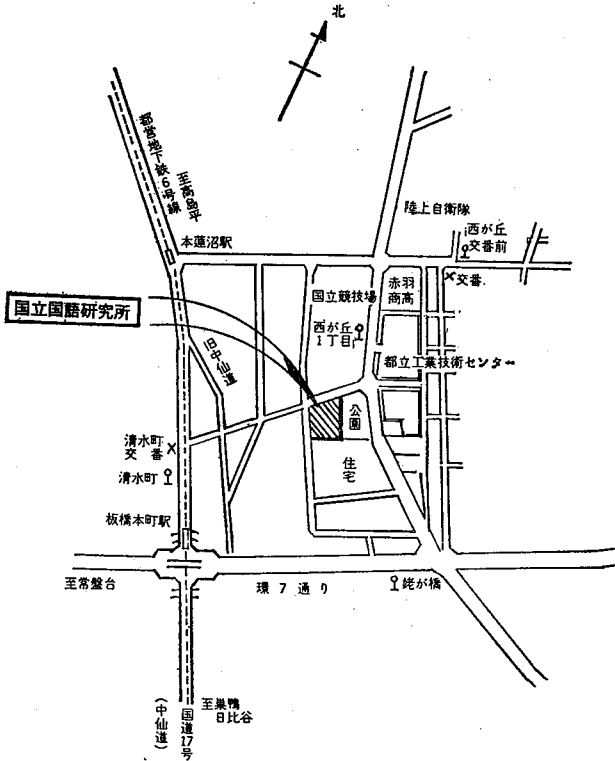 北
都営地下鉄6号線
至高島平
陸上自衛隊
西が丘
交番前
本蓮沼駅
交番
国立競技場
赤羽
商高
国立国語研究所
西が丘
1丁目
旧中仙道
都立工業技術センター
公園
清水町
交番
住宅
清水町
板橋本町駅
至常盤台
環7通り
姥が橋
至巣鴨
日比谷
国道17号
(中仙道)